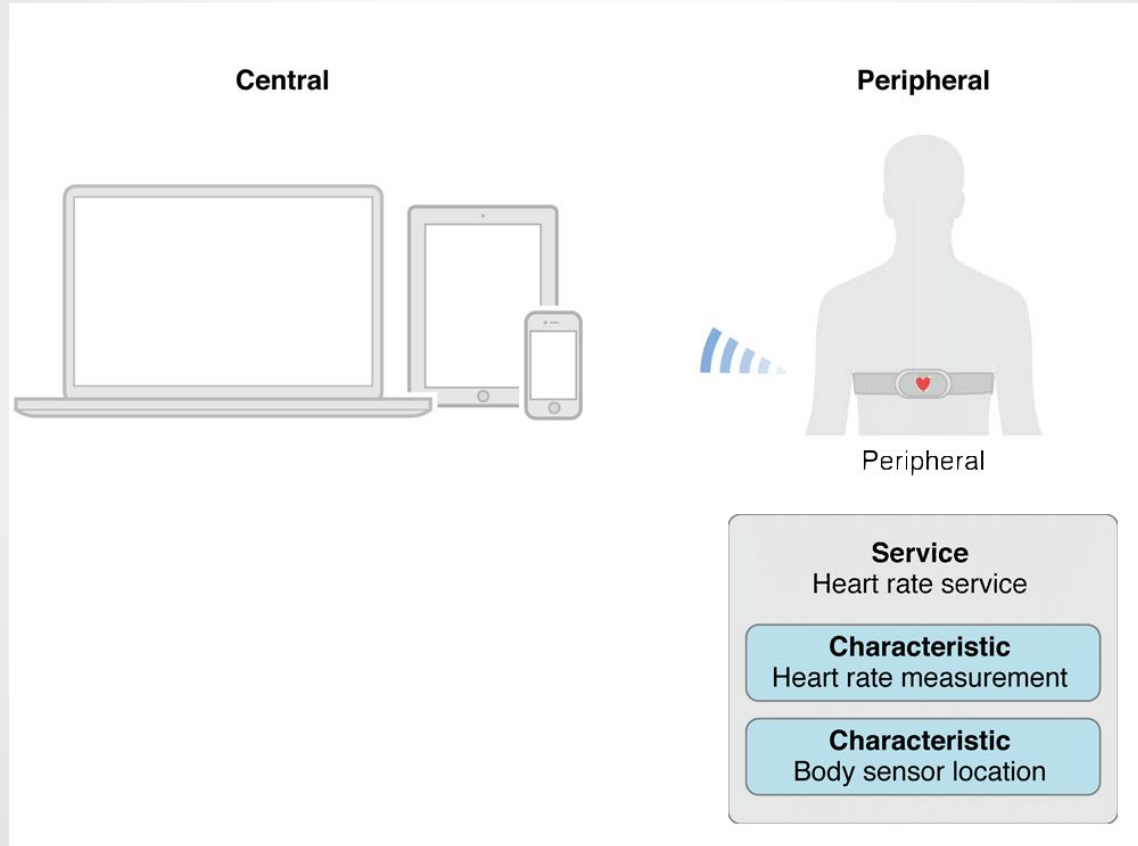 Central
Peripheral
Peripheral
Service
Heart rate service
Characteristic
Heart rate measurement
Characteristic
Body sensor location